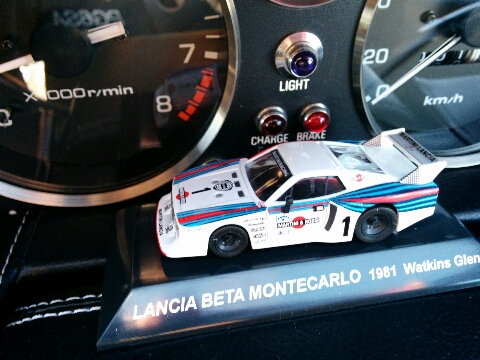 7
8
x1000r/min
LIGHT
20
0
km/h
CHARGE
BRAKE
MARTINI
1
LANCIA BETA MONTECARLO 1981 Watkins Glen